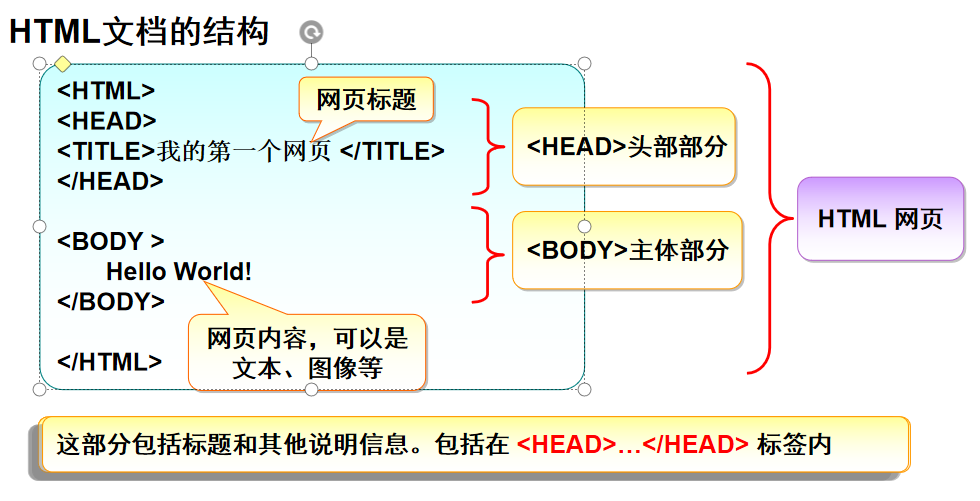 HTML文档的结构
<HTML>
网页标题
<HEAD>
<TITLE>我的第一个网页 </TITLE>
</HEAD>
<HEAD>头部部分
<BODY >
Hello World!
</BODY>
<BODY>主体部分
HTML 网页
网页内容，可以是
文本、图像等
</HTML>
这部分包括标题和其他说明信息。包括在 <HEAD>…</HEAD> 标签内